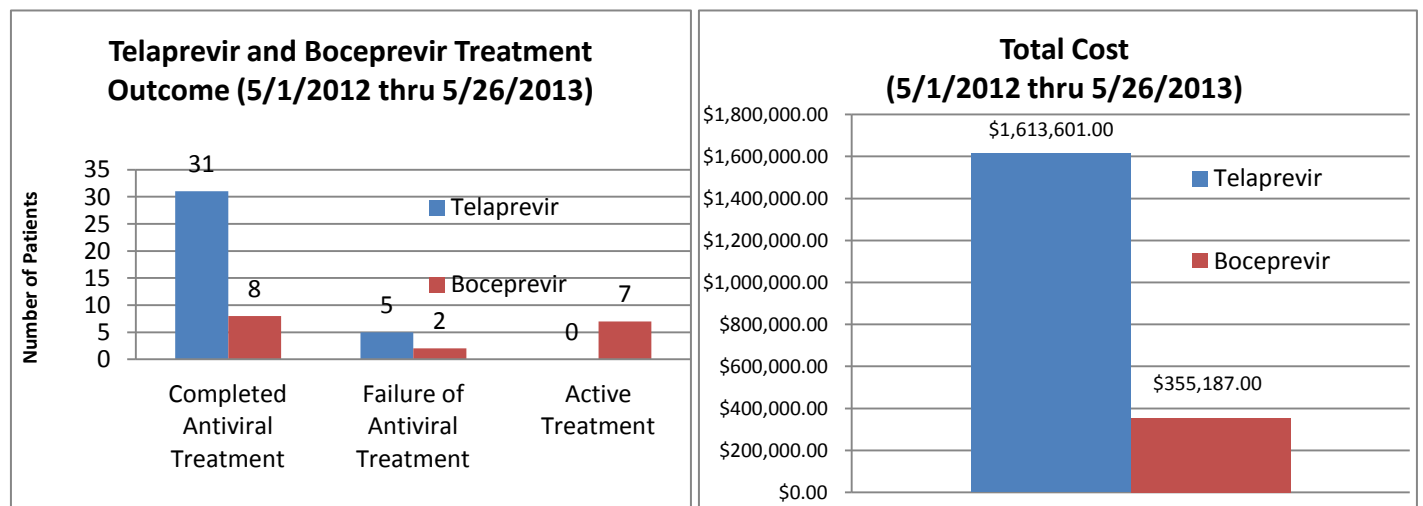 Telaprevir and Boceprevir Treatment
Outcome (5/1/2012 thru 5/26/2013)
Number of Patients
35
30
25
20
15
10
5
0
31
8
5
2
0
7
Telaprevir
Boceprevir
Completed
Antiviral
Treatment
Failure of
Antiviral
Treatment
Active
Treatment
Total Cost
(5/1/2012 thru 5/26/2013)
$1,800,000.00
$1,600,000.00
$1,400,000.00
$1,200,000.00
$1,000,000.00
$800,000.00
$600,000.00
$400,000.00
$200,000.00
$0.00
$1,613,601.00
$355,187.00
Telaprevir
Boceprevir